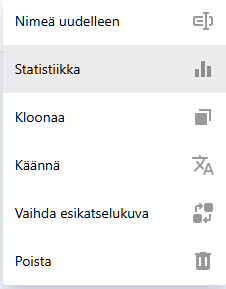 Nimeä uudelleen
Statistiikka
Kloonaa
Käännä
Vaihda esikatselukuva
Poista